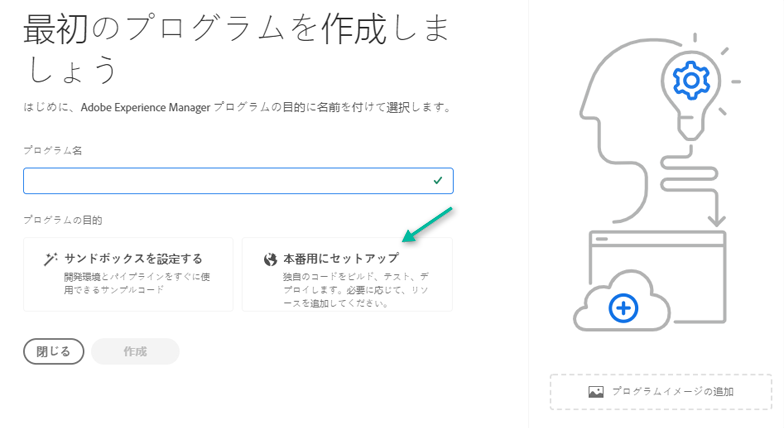 最初のプログラムを作成しま
しょう
はじめに、Adobe Experience Manager プログラムの目的に名前を付けて選択します。
プログラム名
プログラムの目的
サンドボックスを設定する
開発環境とパイプラインをすぐに使
用できるサンプルコード
本番用にセットアップ
独自のコードをビルド、テスト、デ
プロイします。必要に応じて、リソ
ースを追加してください。
閉じる
作成
プログラムイメージの追加